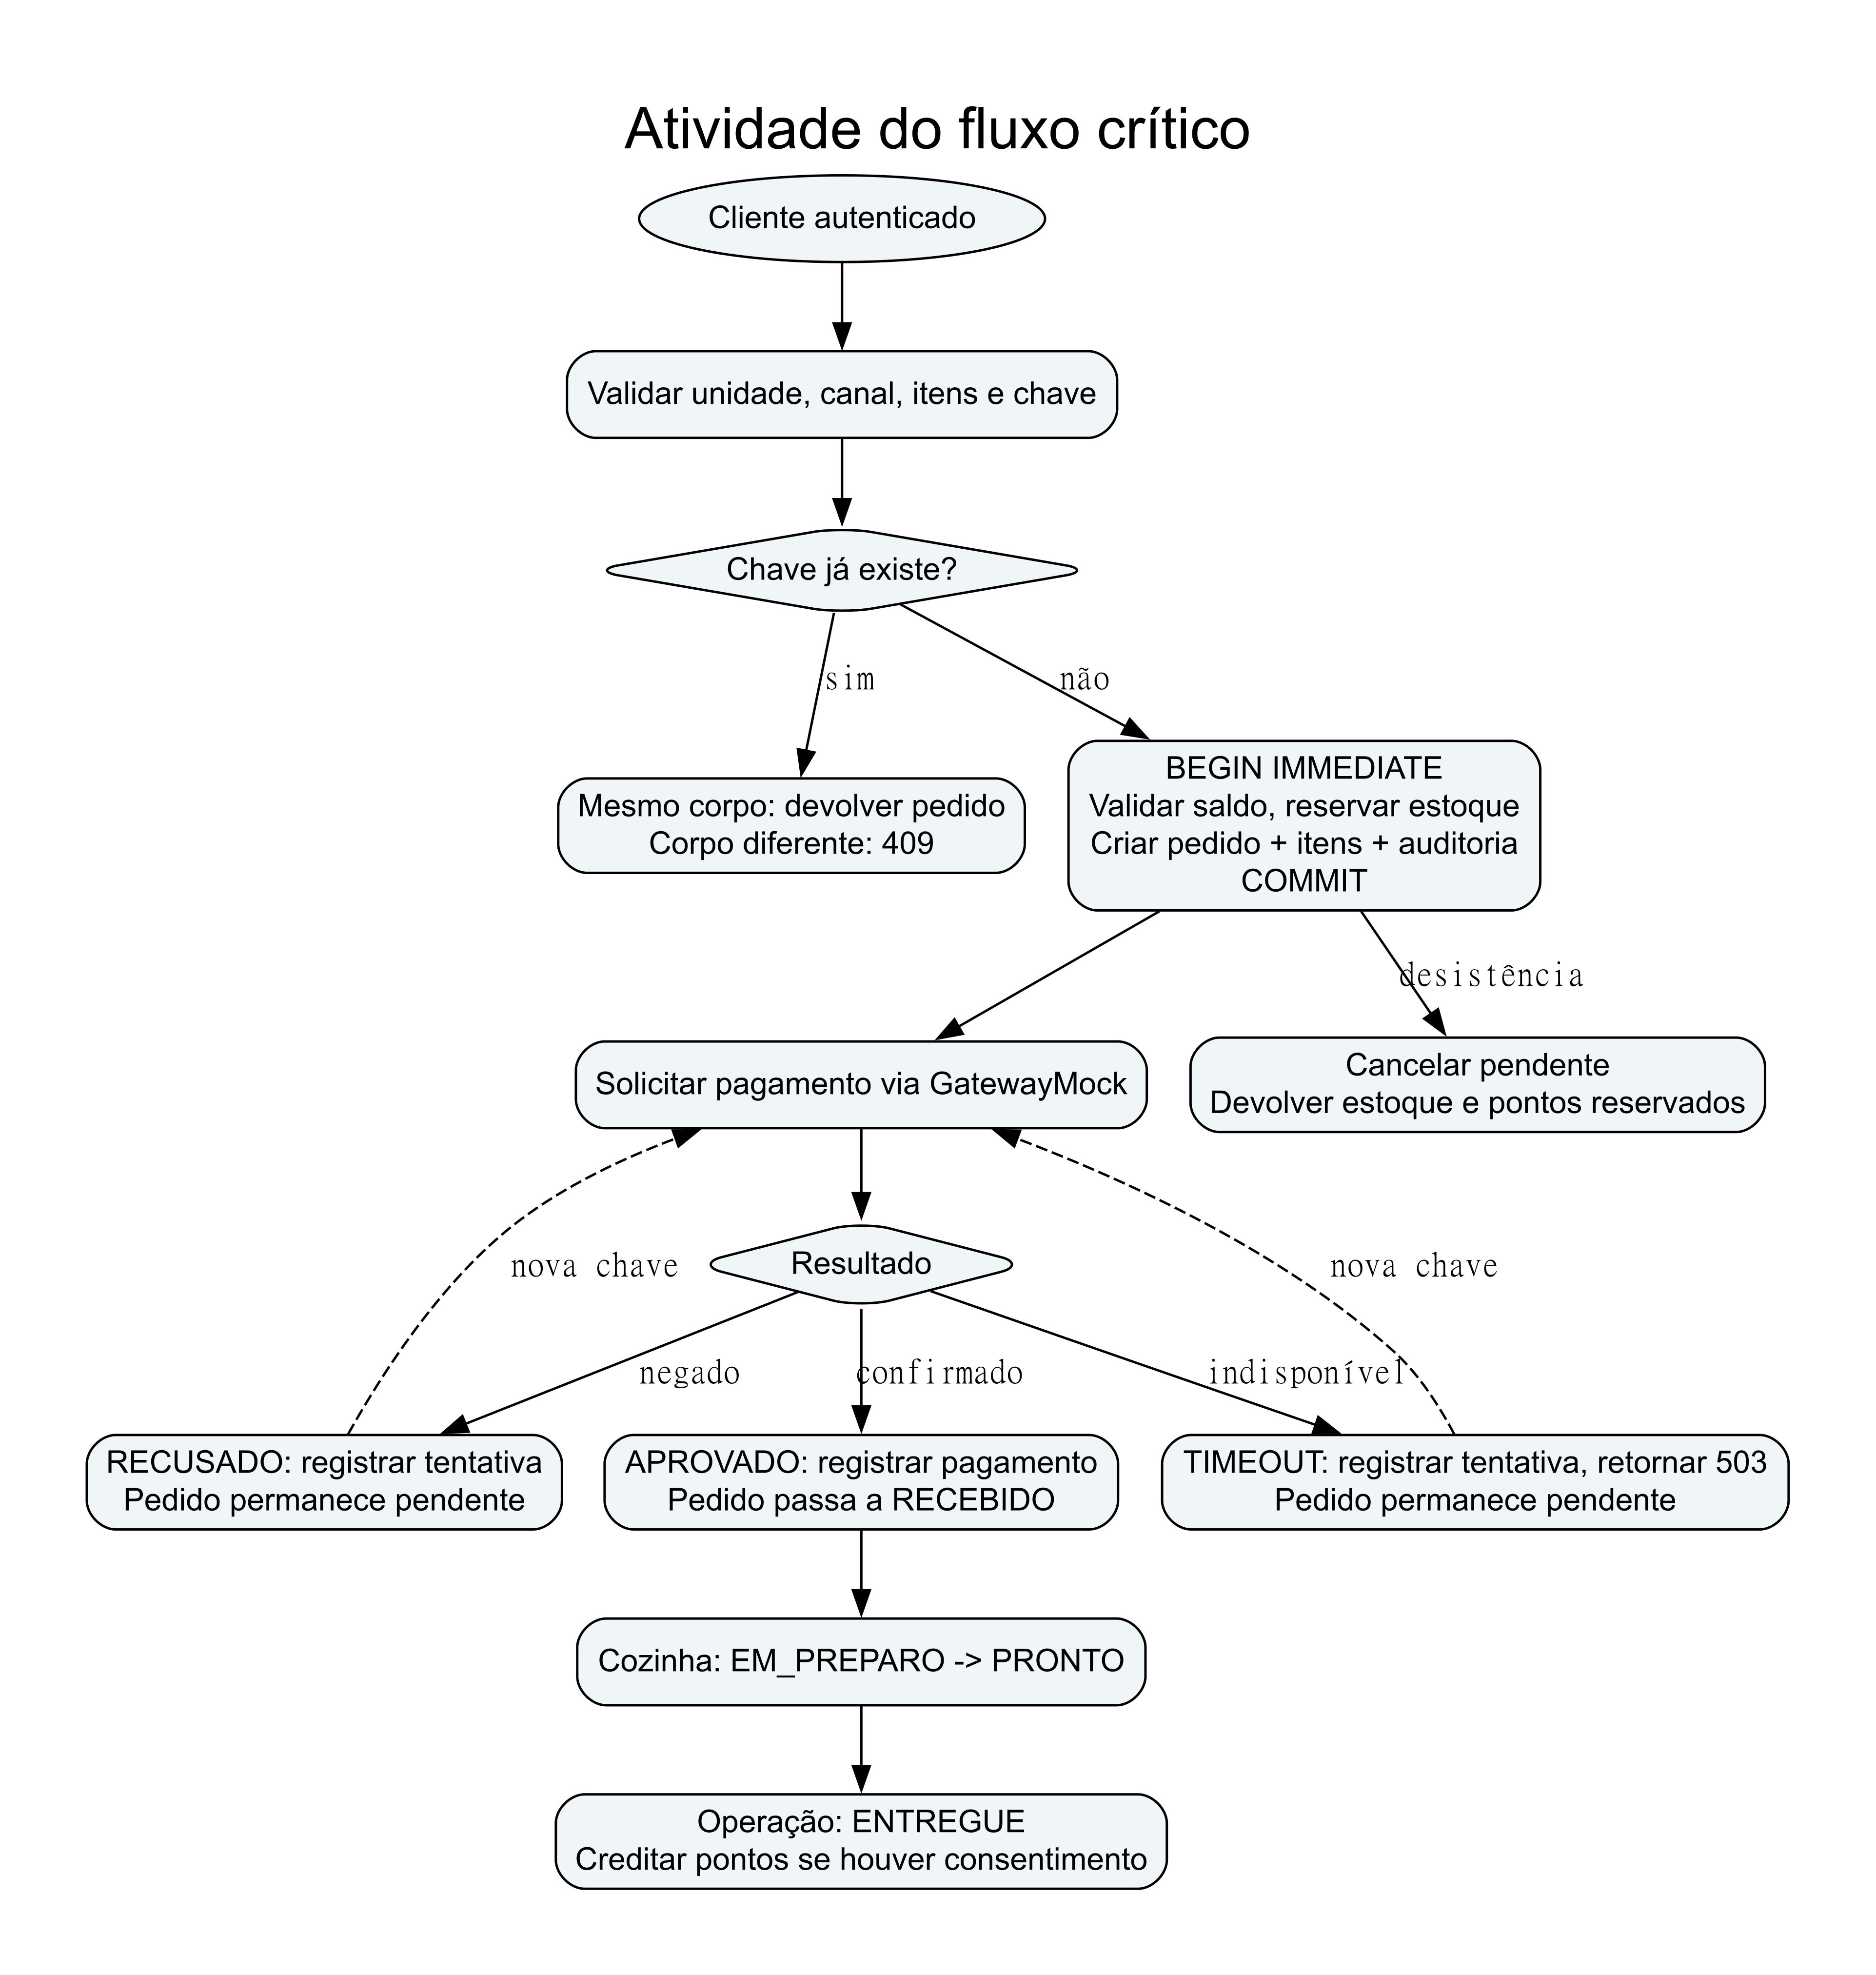 Atividade do fluxo crítico
Cliente autenticado
Validar unidade, canal, itens e chave
Chave já existe?
sim
não
BEGIN IMMEDIATE
Validar saldo, reservar estoque
Criar pedido + itens + auditoria
COMMIT
Mesmo corpo: devolver pedido
Corpo diferente: 409
desistência
Solicitar pagamento via GatewayMock
Cancelar pendente
Devolver estoque e pontos reservados
nova chave
Resultado
nova chave
negado
confirmado
indisponível
RECUSADO: registrar tentativa
Pedido permanece pendente
APROVADO: registrar pagamento
Pedido passa a RECEBIDO
TIMEOUT: registrar tentativa, retornar 503
Pedido permanece pendente
Cozinha: EM_PREPARO -> PRONTO
Operação: ENTREGUE
Creditar pontos se houver consentimento